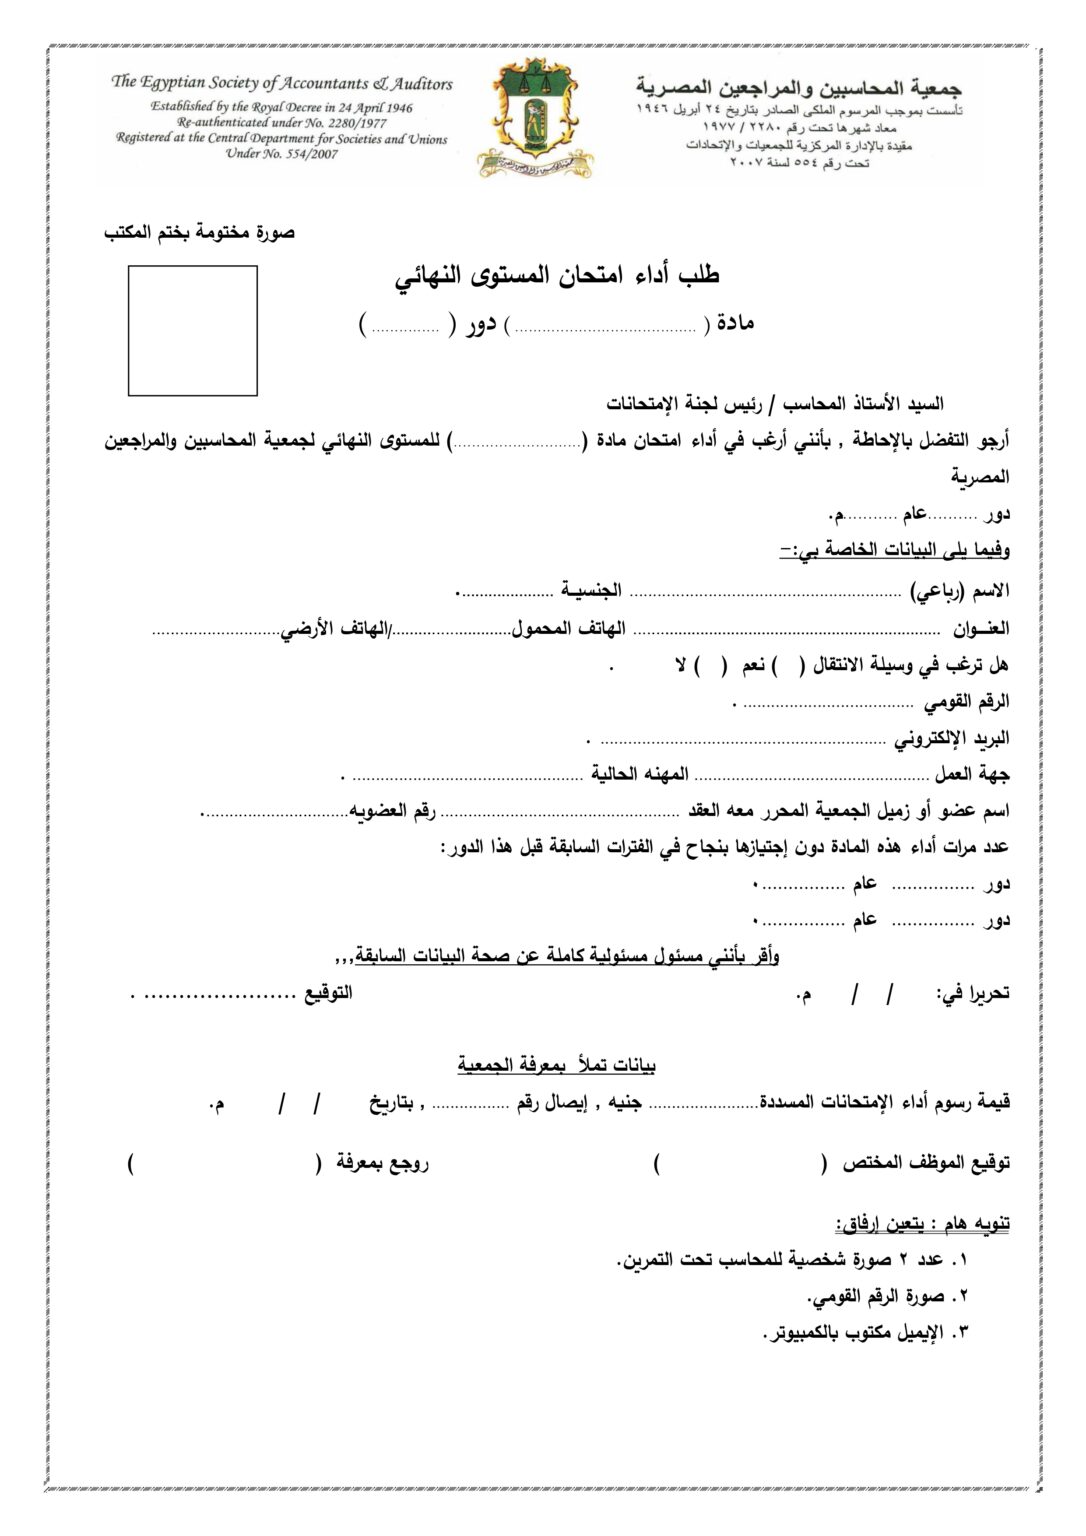 The Egyptian Society of Accountants & Auditors
Established by the Royal Decree in 24 April 1946
Re-authenticated under No. 2280/1977
Registered at the Central Department for Societies and Unions
Under No. 554/2007
جمعية المحاسبين والمراجعين المصرية
تأسست بموجب المرسوم الملكى الصادر بتاريخ ٢٤ أبريل ١٩٤٦
معاد شهرها تحت رقم ٢٢٨٠ / ١٩٧٧
مقيدة بالإدارة المركزية للجمعيات والإتحادات
تحت رقم ٥٥٤ لسنة ٢٠٠٧
صورة مختومة بختم المكتب
طلب أداء امتحان المستوى النهائي
مادة ( ........................................ ) دور ( ............... )
السيد الأستاذ المحاسب / رئيس لجنة الإمتحانات
أرجو التفضل بالإحاطة , بأنني أرغب في أداء امتحان مادة (............................) للمستوى النهائي لجمعية المحاسبين والمراجعين
المصرية
دور ...........عام ............م.
وفيما يلى البيانات الخاصة بي:-
الاسم (رباعي) ........................................................... الجنسيـة .....................
العنـوان .................................................................... الهاتف المحمول............................/الهاتف الأرضي............................
هل ترغب في وسيلة الانتقال ( ) نعم ( ) لا .
الرقم القومي ..................................... .
البريد الإلكتروني .............................................................. .
جهة العمل ................................................... المهنه الحالية .................................................. .
اسم عضو أو زميل الجمعية المحرر معه العقد .................................................... رقم العضويه...............................
عدد مرات أداء هذه المادة دون إجتيازها بنجاح في الفترات السابقة قبل هذا الدور:
دور ................ عام .................
دور ................ عام .................
وأقر بأنني مسئول مسئولية كاملة عن صحة البيانات السابقة,,,
تحريرا في: / / م. التوقيع ...................... .
بيانات تملأ بمعرفة الجمعية
قيمة رسوم أداء الإمتحانات المسددة........................ جنيه , إيصال رقم ................. , بتاريخ / / م.
توقيع الموظف المختص ( ) روجع بمعرفة ( )
تنويه هام : يتعين إرفاق:
١. عدد ٢ صورة شخصية للمحاسب تحت التمرين.
٢. صورة الرقم القومي.
٣. الإيميل مكتوب بالكمبيوتر.